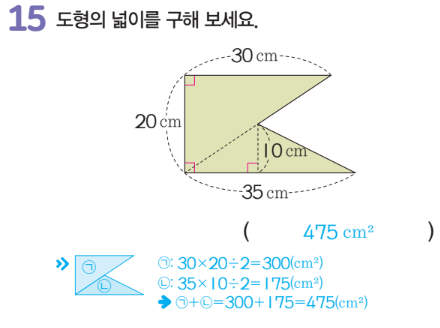 15 도형의 넓이를 구해 보세요.
30 cm
20 cm
10 cm
35 cm
( 475 cm² )
» ㉠ ㉡
㉠: 30×20÷2=300(cm²)
㉡: 35×10÷2=175(cm²)
➔ ㉠+㉡=300+175=475(cm²)